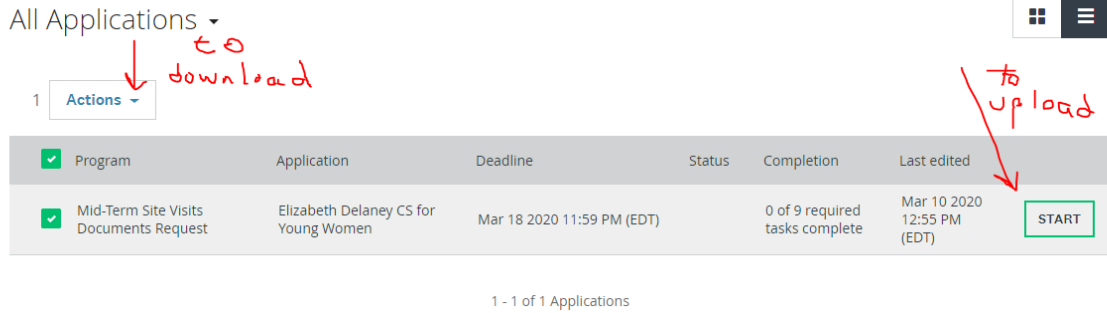 All Applications
to
download
1 Actions
to
upload
Program Application Deadline Status Completion Last edited
Mid-Term Site Visits
Documents Request
Elizabeth Delaney CS for
Young Women
Mar 18 2020 11:59 PM (EDT)
0 of 9 required
tasks complete
Mar 10 2020
12:55 PM
(EDT)
START
1 - 1 of 1 Applications